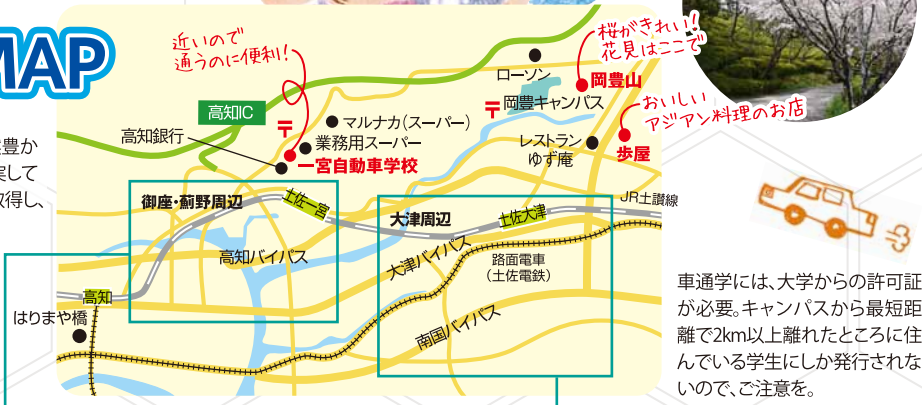 MAP
近いので
通うのに便利！
桜がきれい！
花見はここで
ローソン
岡豊山
高知IC
〒
〒
岡豊キャンパス
おいしい
アジアン料理のお店
高知銀行
マルナカ（スーパー）
業務用スーパー
一宮自動車学校
レストラン
ゆず庵
歩屋
豊か
実して
取得し、
御座・薊野周辺
土佐一宮
大津周辺
土佐大津
JR土讃線
高知バイパス
大津バイパス
路面電車
（土佐電鉄）
高知
はりまや橋
南国バイパス
車通学には、大学からの許可証
が必要。キャンパスから最短距
離で2km以上離れたところに住
んでいる学生にしか発行されな
いので、ご注意を。